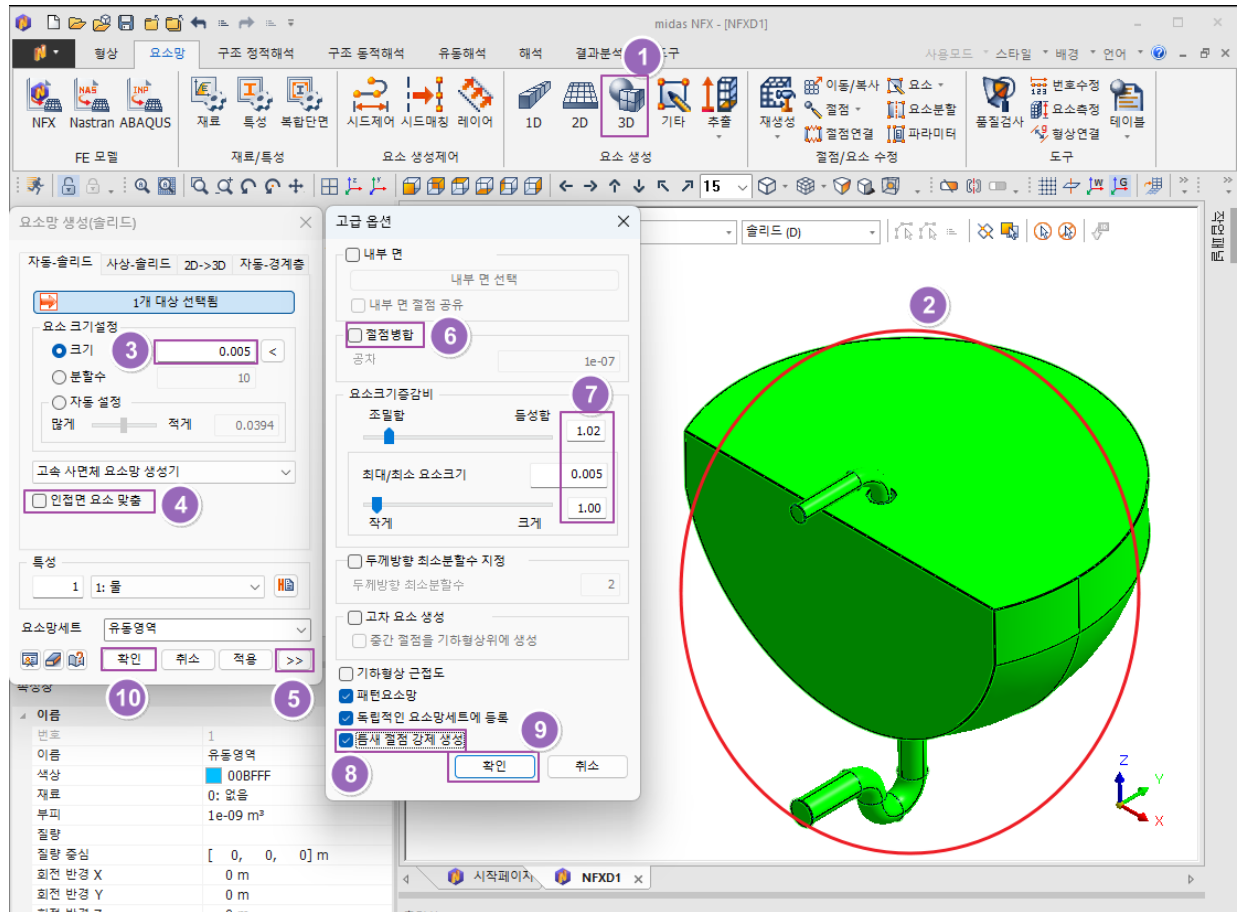 midas NFX - [NFXD1]
형상 요소망 구조 정적해석 구조 동적해석 유동해석 해석 결과분석 도구 사용모드 스타일 배경 언어
1
NFX Nastran ABAQUS 재료 특성 복합단면 시드제어 시드매칭 레이어 1D 2D 3D 기타 추출 재생성 이동/복사 요소 절점 요소분할 절점연결 파라미터 품질검사 번호수정 요소측정 형상연결 테이블
FE 모델 재료/특성 요소 생성제어 요소 생성 절점/요소 수정 도구
15
요소망 생성(솔리드)
자동-솔리드 사상-솔리드 2D->3D 자동-경계층
1개 대상 선택됨
요소 크기설정
크기 3 0.005 <
분할수 10
자동 설정
많게 적게 0.0394
고속 사면체 요소망 생성기
인접면 요소 맞춤 4
특성
1 1: 물
요소망세트 유동영역
확인 취소 적용 >>
10 5
고급 옵션
내부 면
내부 면 선택
내부 면 절점 공유
절점병합 6
공차 1e-07
7
요소크기증감비
조밀함 듬성함
1.02
최대/최소 요소크기 0.005
1.00
작게 크게
두께방향 최소분할수 지정
두께방향 최소분할수 2
고차 요소 생성
중간 절점을 기하형상위에 생성
기하형상 근접도
패턴요소망
독립적인 요소망세트에 등록
틈새 절점 강제 생성 9
8 확인 취소
솔리드 (D)
작업패널
2
Z
Y
X
속성창
이름
번호 1
이름 유동영역
색상 00BFFF
재료 0: 없음
부피 1e-09 m³
질량
질량 중심 [ 0, 0, 0] m
회전 반경 X 0 m
회전 반경 Y 0 m
시작페이지 NFXD1